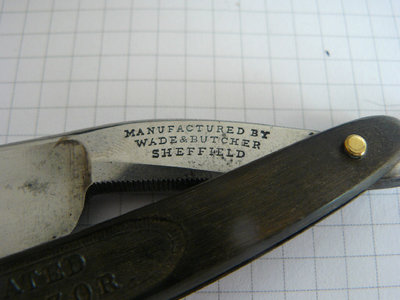 MANUFACTURED BY
WADE & BUTCHER
SHEFFIELD